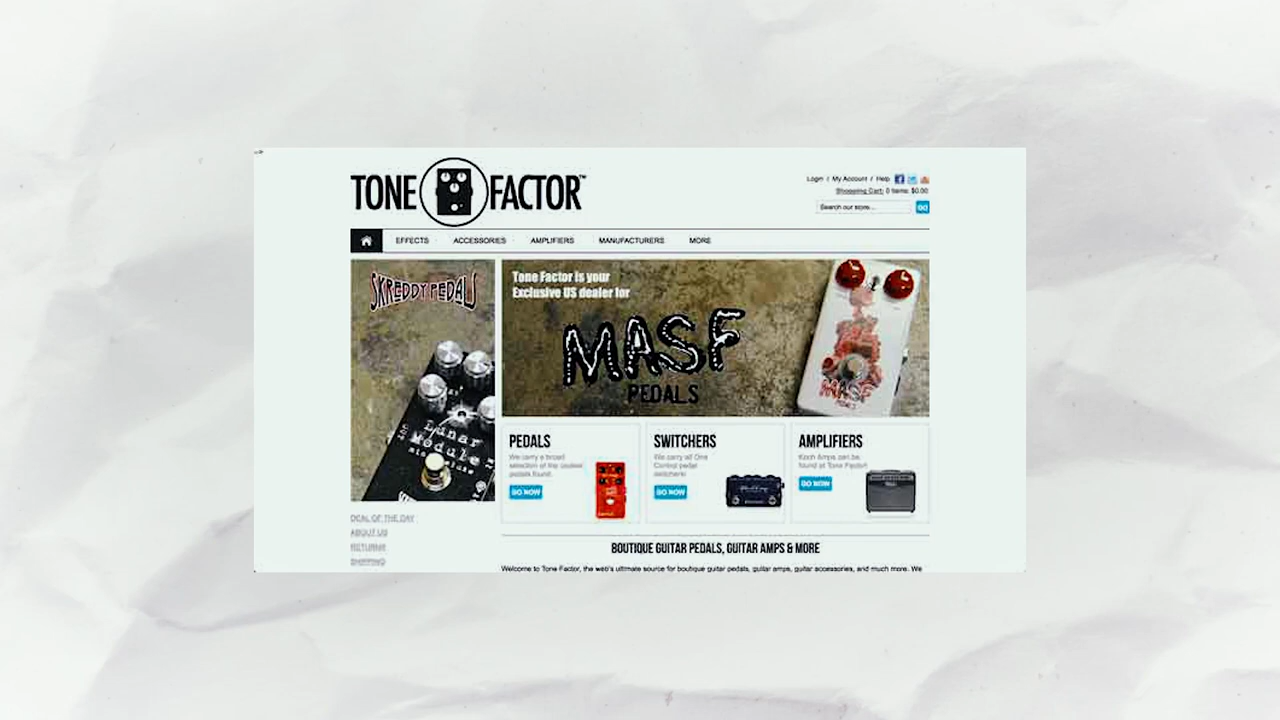 TONE FACTOR™
Login / My Account / Help
Shopping Cart: 0 items: $0.00
Search our store...
GO
EFFECTS
ACCESSORIES
AMPLIFIERS
MANUFACTURERS
MORE
SKREDDY PEDALS
Lunar
Module
Tone Factor is your
Exclusive US dealer for
MASF
PEDALS
MASF
PEDALS
PEDALS
We carry a broad
selection of the coolest
pedals found.
GO NOW
SWITCHERS
We carry all One
Control pedal
switchers!
GO NOW
AMPLIFIERS
Koch Amps can be
found at Tone Factor!
GO NOW
DEAL OF THE DAY
ABOUT US
RETURNS
SHIPPING
BOUTIQUE GUITAR PEDALS, GUITAR AMPS & MORE
Welcome to Tone Factor, the web's ultimate source for boutique guitar pedals, guitar amps, guitar accessories, and much more. We